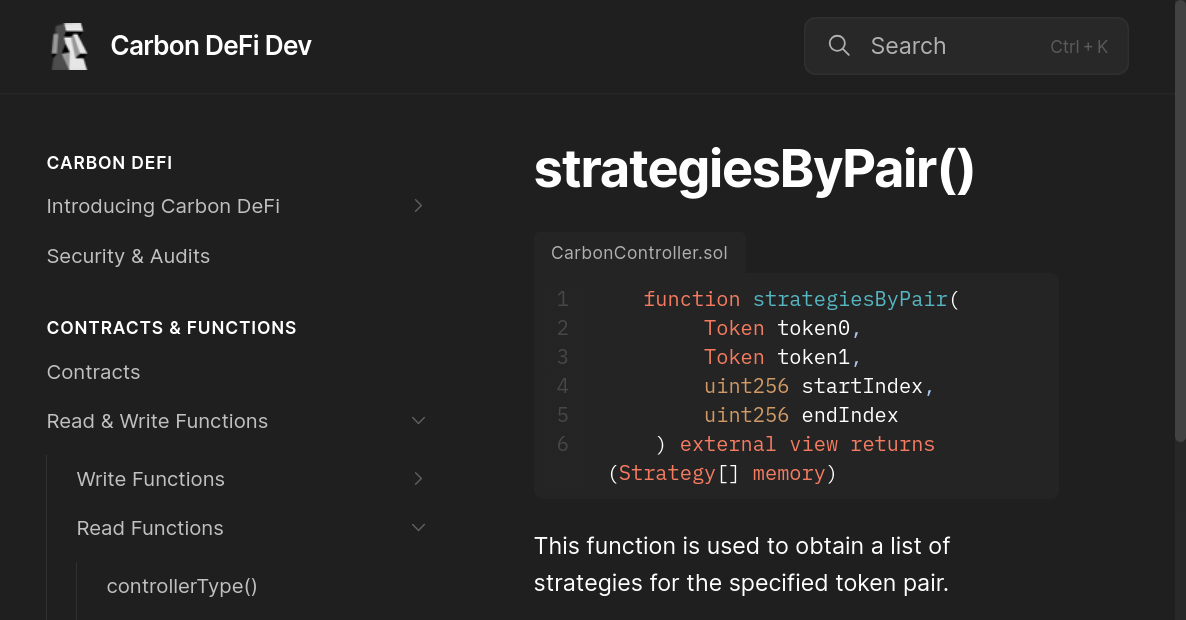 Carbon DeFi Dev
Search
Ctrl + K
CARBON DEFI
Introducing Carbon DeFi
Security & Audits
CONTRACTS & FUNCTIONS
Contracts
Read & Write Functions
Write Functions
Read Functions
controllerType()
strategiesByPair()
CarbonController.sol
1 function strategiesByPair(
2 Token token0,
3 Token token1,
4 uint256 startIndex,
5 uint256 endIndex
6 ) external view returns
(Strategy[] memory)
This function is used to obtain a list of
strategies for the specified token pair.